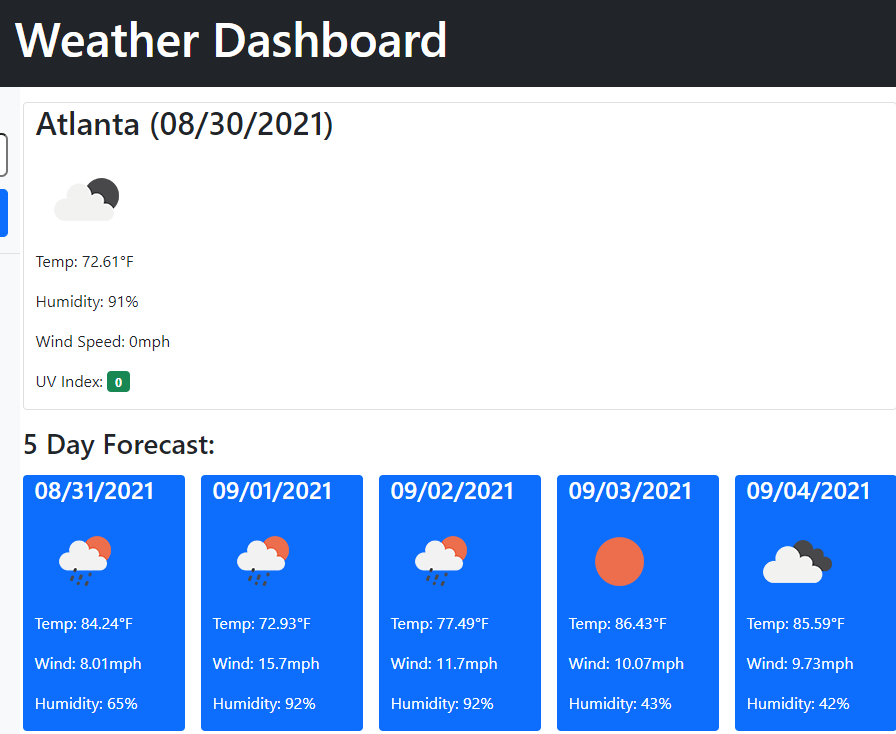 Weather Dashboard
Atlanta (08/30/2021)
Temp: 72.61°F
Humidity: 91%
Wind Speed: 0mph
UV Index: 0
5 Day Forecast:
08/31/2021
Temp: 84.24°F
Wind: 8.01mph
Humidity: 65%
09/01/2021
Temp: 72.93°F
Wind: 15.7mph
Humidity: 92%
09/02/2021
Temp: 77.49°F
Wind: 11.7mph
Humidity: 92%
09/03/2021
Temp: 86.43°F
Wind: 10.07mph
Humidity: 43%
09/04/2021
Temp: 85.59°F
Wind: 9.73mph
Humidity: 42%